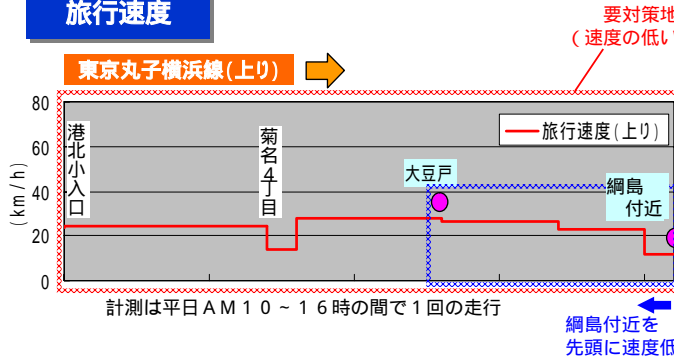 旅行速度
要対策地
(速度の低い
東京丸子横浜線(上り)
80
60
40
20
0
(km/h)
港北小入口
菊名4丁目
大豆戸
旅行速度(上り)
綱島
付近
計測は平日AM10~16時の間で1回の走行
綱島付近を
先頭に速度低